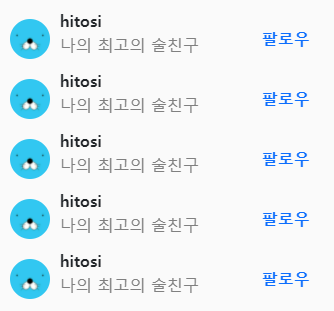 hitosi
나의 최고의 술친구
팔로우
hitosi
나의 최고의 술친구
팔로우
hitosi
나의 최고의 술친구
팔로우
hitosi
나의 최고의 술친구
팔로우
hitosi
나의 최고의 술친구
팔로우